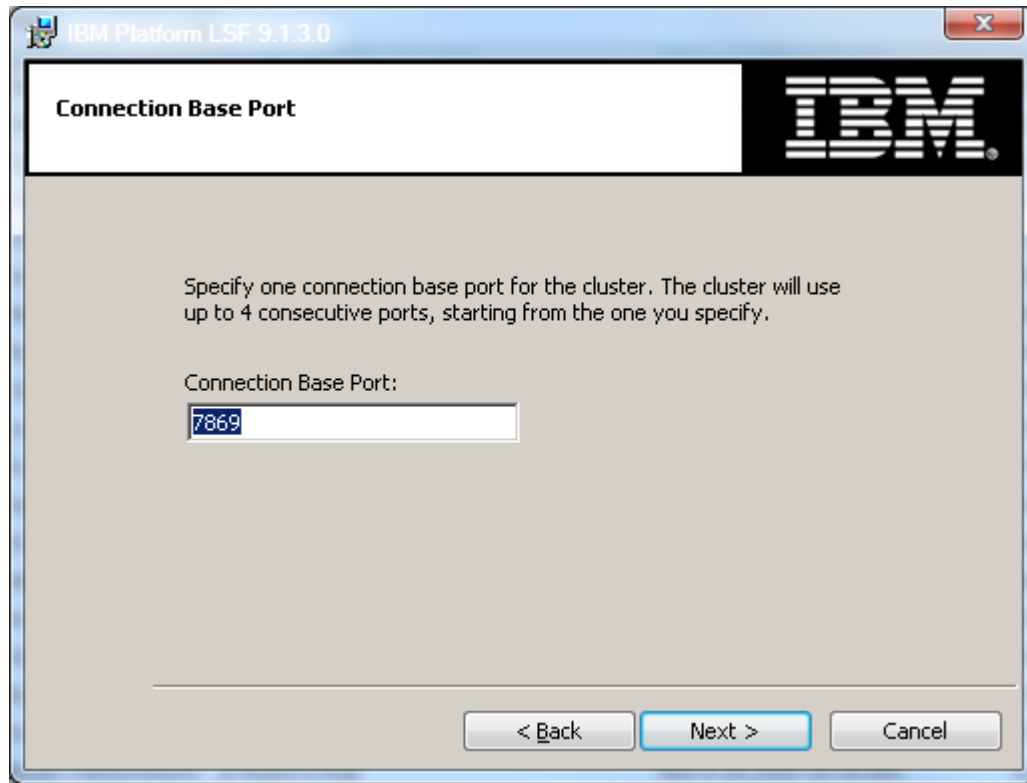 IBM Platform LSF 9.1.3.0
Connection Base Port
IBM®
Specify one connection base port for the cluster. The cluster will use
up to 4 consecutive ports, starting from the one you specify.
Connection Base Port:
7869
< Back
Next >
Cancel